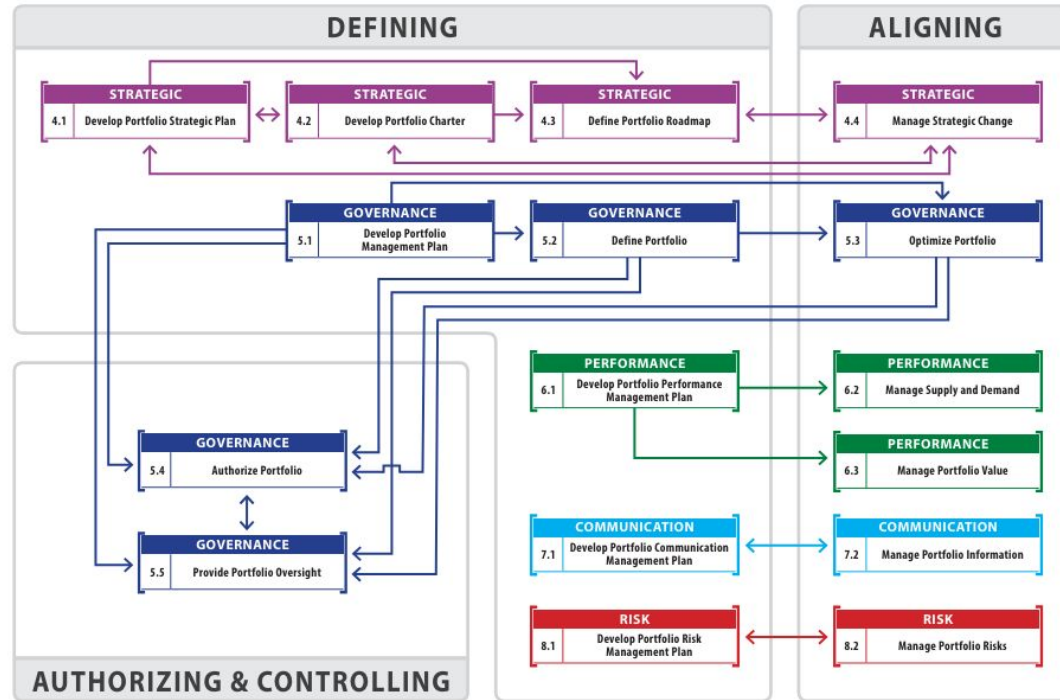 DEFINING
ALIGNING
STRATEGIC
4.1 Develop Portfolio Strategic Plan
STRATEGIC
4.2 Develop Portfolio Charter
STRATEGIC
4.3 Define Portfolio Roadmap
STRATEGIC
4.4 Manage Strategic Change
GOVERNANCE
5.1 Develop Portfolio
Management Plan
GOVERNANCE
5.2 Define Portfolio
GOVERNANCE
5.3 Optimize Portfolio
PERFORMANCE
6.1 Develop Portfolio Performance
Management Plan
PERFORMANCE
6.2 Manage Supply and Demand
GOVERNANCE
5.4 Authorize Portfolio
PERFORMANCE
6.3 Manage Portfolio Value
GOVERNANCE
5.5 Provide Portfolio Oversight
COMMUNICATION
7.1 Develop Portfolio Communication
Management Plan
COMMUNICATION
7.2 Manage Portfolio Information
RISK
8.1 Develop Portfolio Risk
Management Plan
RISK
8.2 Manage Portfolio Risks
AUTHORIZING & CONTROLLING